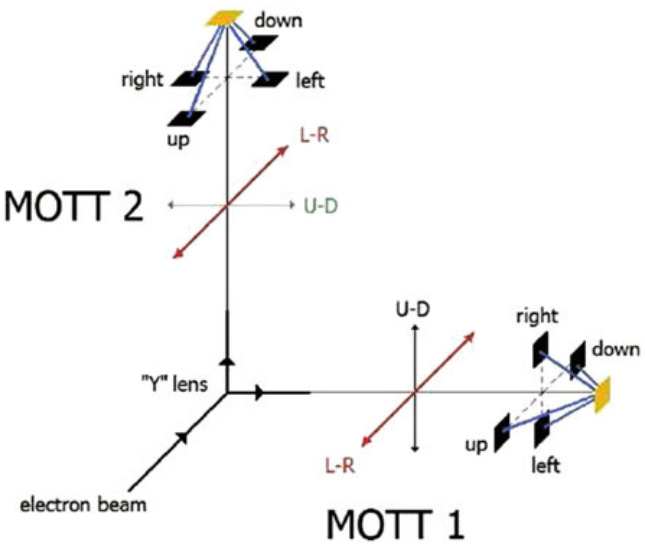 down
right
left
up
L-R
MOTT 2
U-D
U-D
right
down
"Y" lens
up
left
L-R
electron beam
MOTT 1